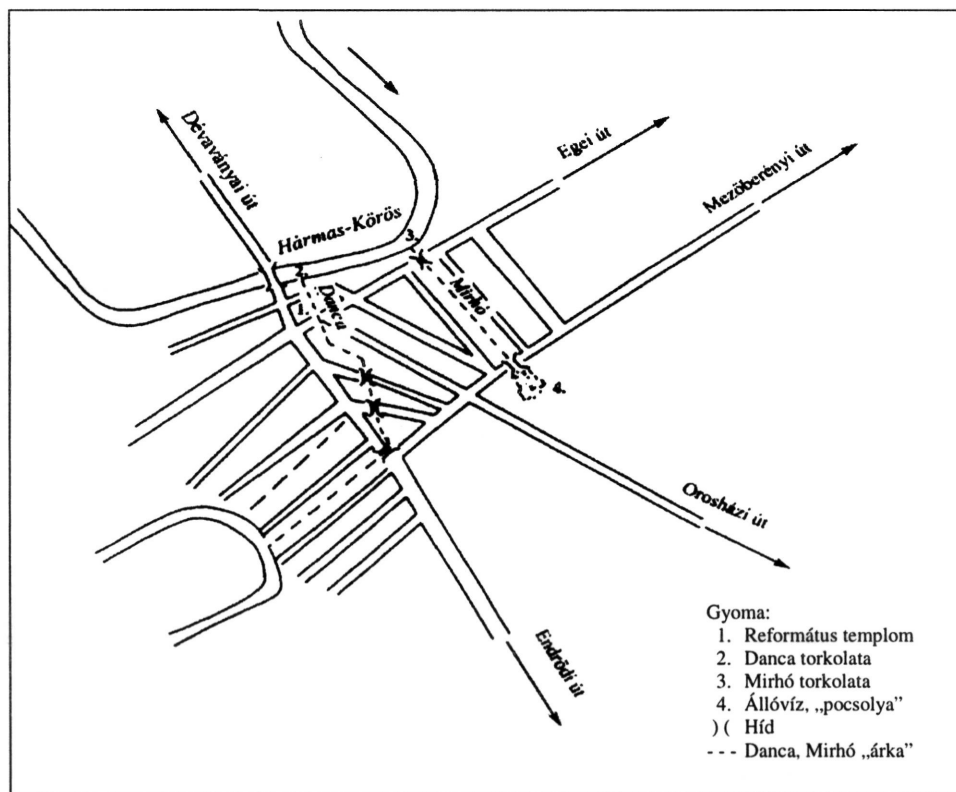 Dévaványai út
Egei út
Mezőberényi út
Hármas-Körös
3.
2.
Danca
Mirhó
1.
4.
Orosházi út
Endrődi út
Gyoma:
1. Református templom
2. Danca torkolata
3. Mirhó torkolata
4. Állóvíz, „pocsolya”
)( Híd
--- Danca, Mirhó „árka”